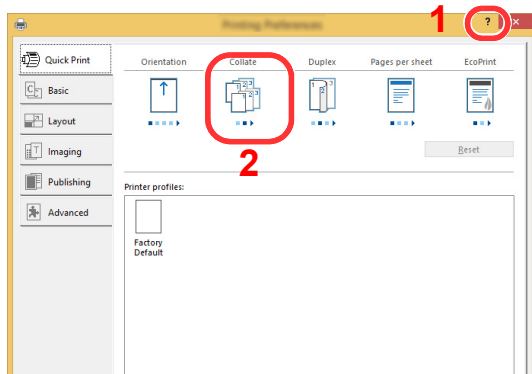 Printing Preferences
1
?
Quick Print
Basic
Layout
Imaging
Publishing
Advanced
Orientation
Collate
Duplex
Pages per sheet
EcoPrint
2
Reset
Printer profiles:
Factory
Default